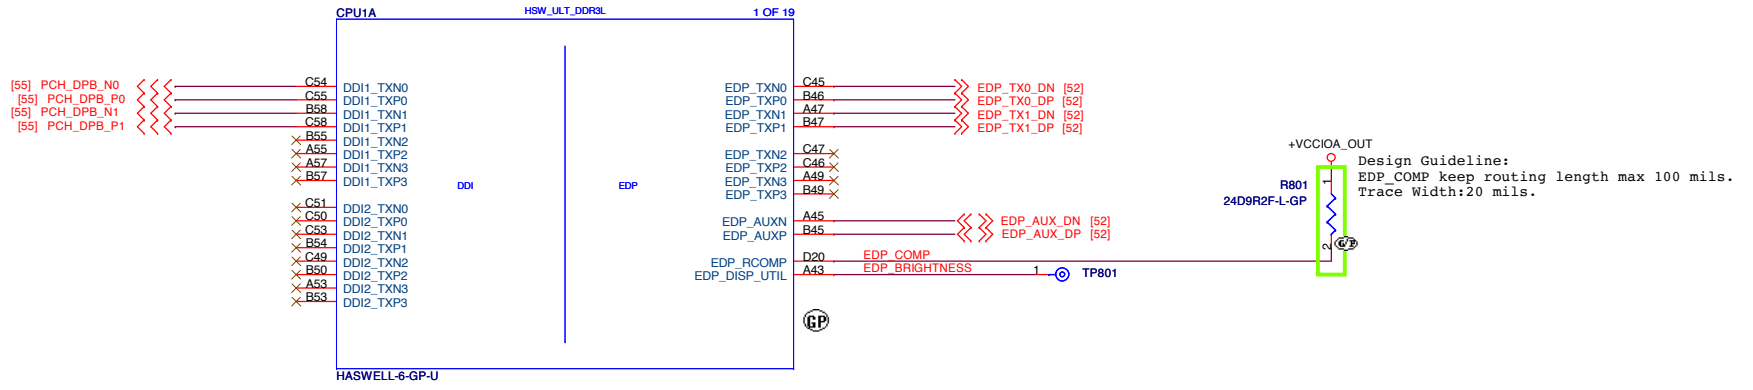 CPU1A
HSW_ULT_DDR3L
1 OF 19
[55] PCH_DPB_N0
C54
DDI1_TXN0
[55] PCH_DPB_P0
C55
DDI1_TXP0
[55] PCH_DPB_N1
B58
DDI1_TXN1
[55] PCH_DPB_P1
C58
DDI1_TXP1
B55
DDI1_TXN2
A55
DDI1_TXP2
A57
DDI1_TXN3
B57
DDI1_TXP3
C51
DDI2_TXN0
C50
DDI2_TXP0
C53
DDI2_TXN1
B54
DDI2_TXP1
C49
DDI2_TXN2
B50
DDI2_TXP2
A53
DDI2_TXN3
B53
DDI2_TXP3
DDI
EDP
EDP_TXN0
C45
EDP_TX0_DN [52]
EDP_TXP0
B46
EDP_TX0_DP [52]
EDP_TXN1
A47
EDP_TX1_DN [52]
EDP_TXP1
B47
EDP_TX1_DP [52]
EDP_TXN2
C47
EDP_TXP2
C46
EDP_TXN3
A49
EDP_TXP3
B49
EDP_AUXN
A45
EDP_AUX_DN [52]
EDP_AUXP
B45
EDP_AUX_DP [52]
EDP_RCOMP
D20
EDP_COMP
EDP_DISP_UTIL
A43
EDP_BRIGHTNESS
1
TP801
GP
HASWELL-6-GP-U
+VCCIOA_OUT
R801
24D9R2F-L-GP
1
2
G/P
Design Guideline:
EDP_COMP keep routing length max 100 mils.
Trace Width:20 mils.